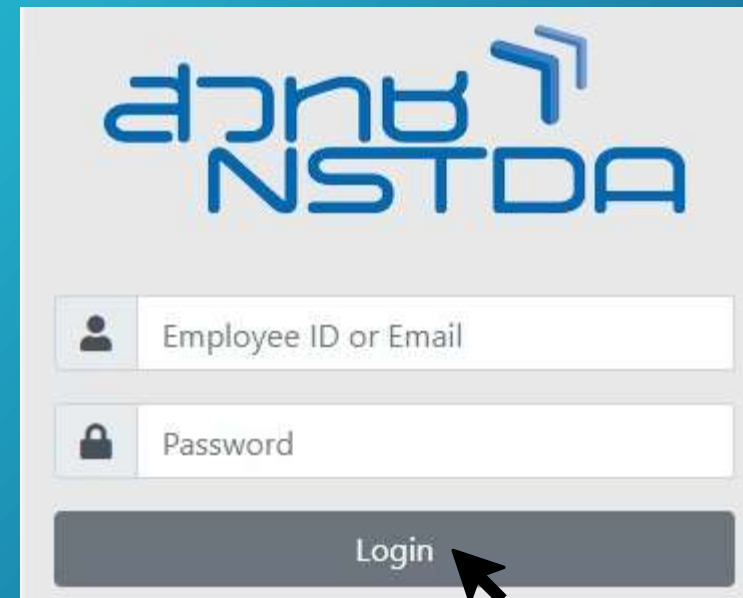 สวทช
NSTDA
Employee ID or Email
Password
Login